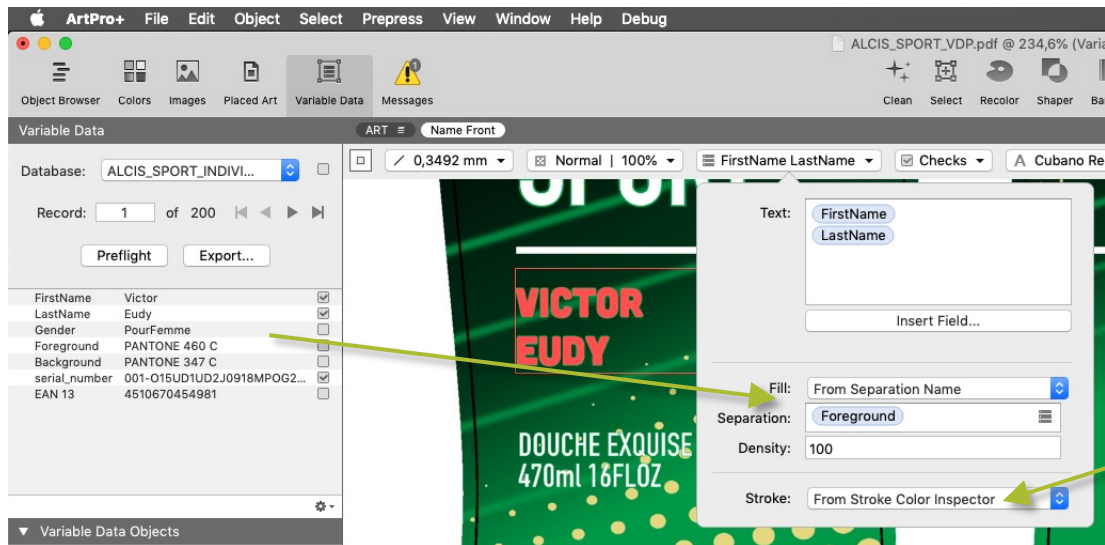 ArtPro+ File Edit Object Select Prepress View Window Help Debug
ALCIS_SPORT_VDP.pdf @ 234,6% (Varia
Object Browser Colors Images Placed Art Variable Data Messages
Clean Select Recolor Shaper Ba
Variable Data
ART Name Front
0,3492 mm Normal | 100% FirstName LastName Checks A Cubano Re
Database: ALCIS_SPORT_INDIVI...
Record: 1 of 200
Preflight Export...
FirstName Victor
LastName Eudy
Gender PourFemme
Foreground PANTONE 460 C
Background PANTONE 347 C
serial_number 001-O15UD1UD2J0918MPOG2...
EAN 13 4510670454981
Variable Data Objects
VICTOR
EUDY
DOUCHE EXQUISE
470ml 16FLOZ
Text: FirstName
LastName
Insert Field...
Fill: From Separation Name
Separation: Foreground
Density: 100
Stroke: From Stroke Color Inspector